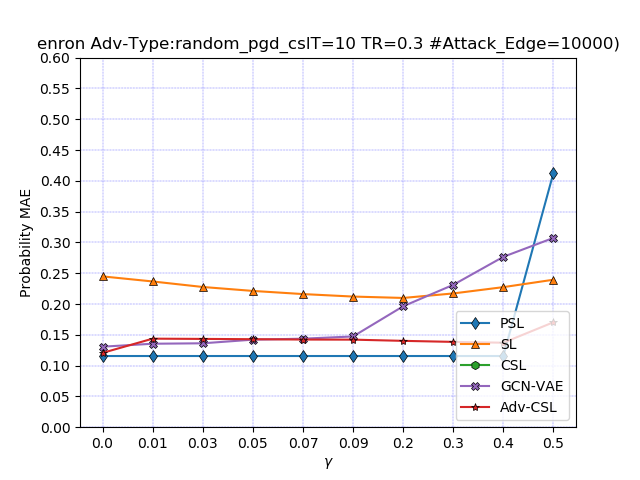 enron Adv-Type:random_pgd_cslT=10 TR=0.3 #Attack_Edge=10000)
0.60
0.55
0.50
0.45
0.40
0.35
0.30
0.25
0.20
0.15
0.10
0.05
0.00
Probability MAE
PSL
SL
CSL
GCN-VAE
Adv-CSL
0.0 0.01 0.03 0.05 0.07 0.09 0.2 0.3 0.4 0.5
γ